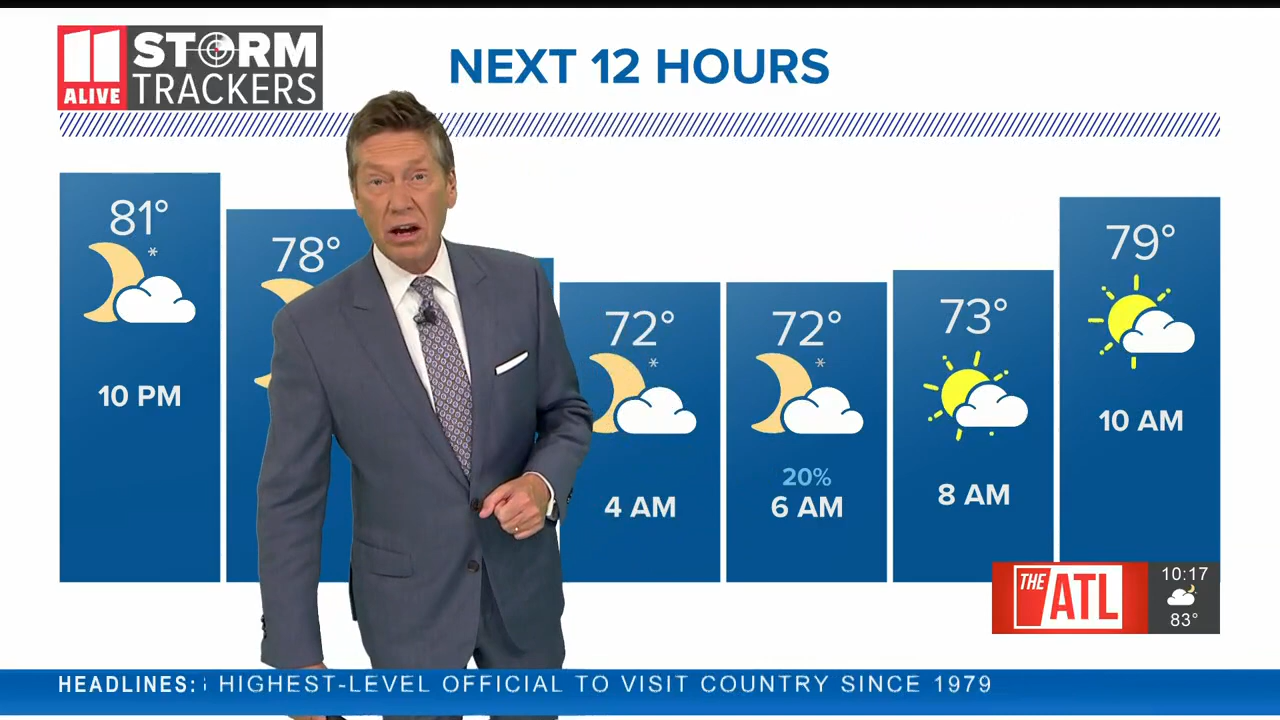 11 ALIVE
STORM
TRACKERS
NEXT 12 HOURS
81°
10 PM
78°
72°
4 AM
72°
20%
6 AM
73°
8 AM
79°
10 AM
THE ATL
10:17
83°
HEADLINES: HIGHEST-LEVEL OFFICIAL TO VISIT COUNTRY SINCE 1979